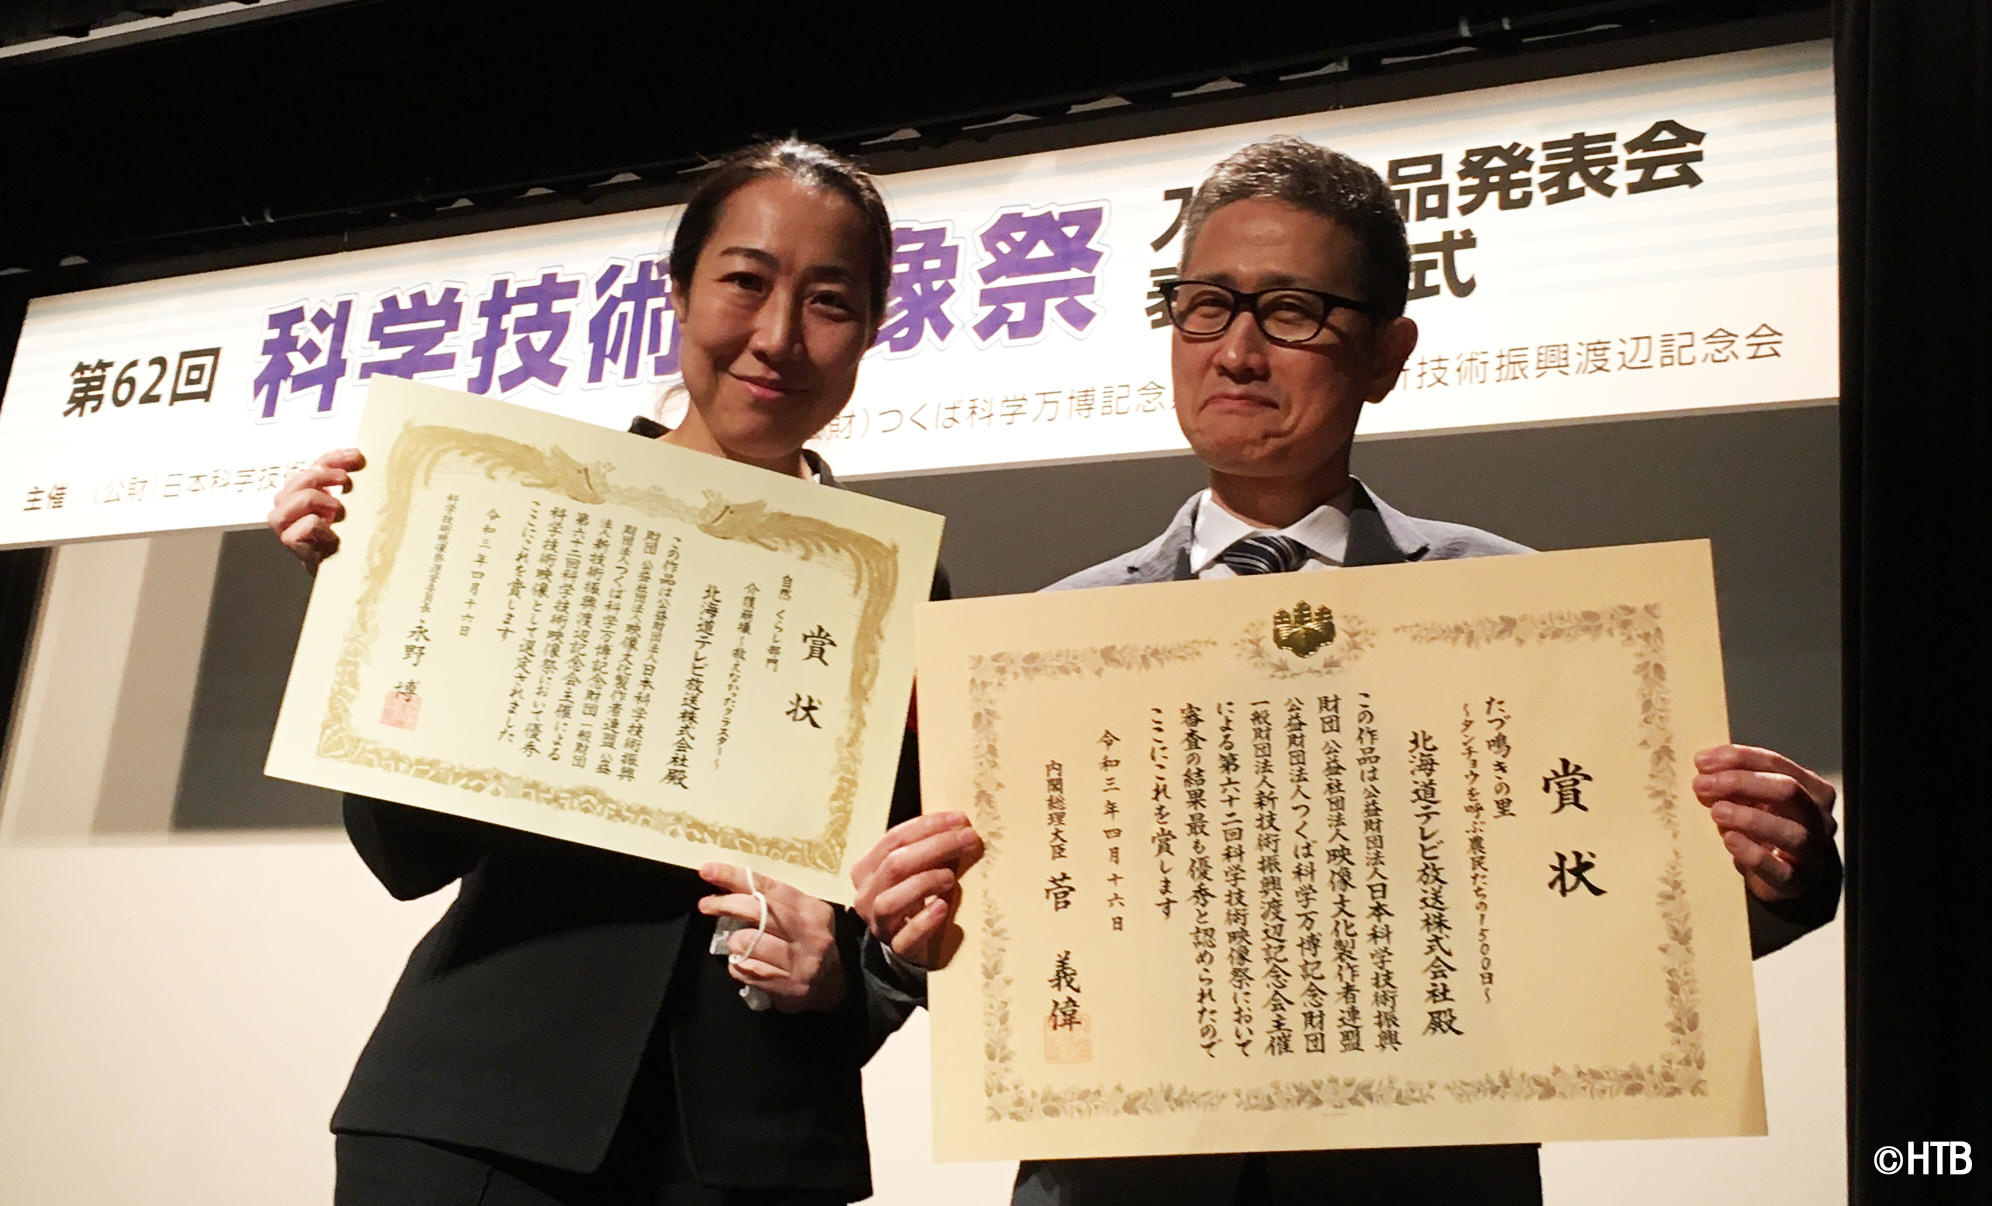 第62回 科学技術 像祭
品発表会
式
主催 (公財)日本科学技術
財)つくば科学万博記念
技術振興渡辺記念会
賞状
自然・くらし部門
介護崩壊~救えなかったクラスター~
北海道テレビ放送株式会社殿
この作品は公益財団法人日本科学技術振興
財団 公益社団法人映像文化製作者連盟 公益
財団法人つくば科学万博記念財団 一般財団
法人新技術振興渡辺記念会主催による
第六十二回科学技術映像祭において優秀
科学技術映像として選定されました
ここにこれを賞します
令和三年四月十六日
科学技術映像祭運営委員長 永野 博
賞状
たづ鳴きの里
~タンチョウを呼ぶ農民たちの1500日~
北海道テレビ放送株式会社殿
この作品は公益財団法人日本科学技術振興
財団 公益社団法人映像文化製作者連盟
公益財団法人つくば科学万博記念財団
一般財団法人新技術振興渡辺記念会主催
による第六十二回科学技術映像祭において
審査の結果最も優秀と認められたので
ここにこれを賞します
令和三年四月十六日
内閣総理大臣 菅 義偉
©HTB